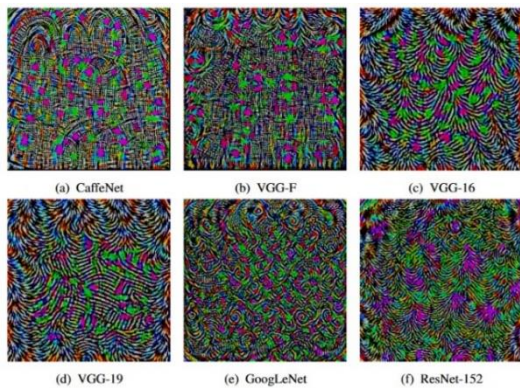 (a) CaffeNet
(b) VGG-F
(c) VGG-16
(d) VGG-19
(e) GoogLeNet
(f) ResNet-152